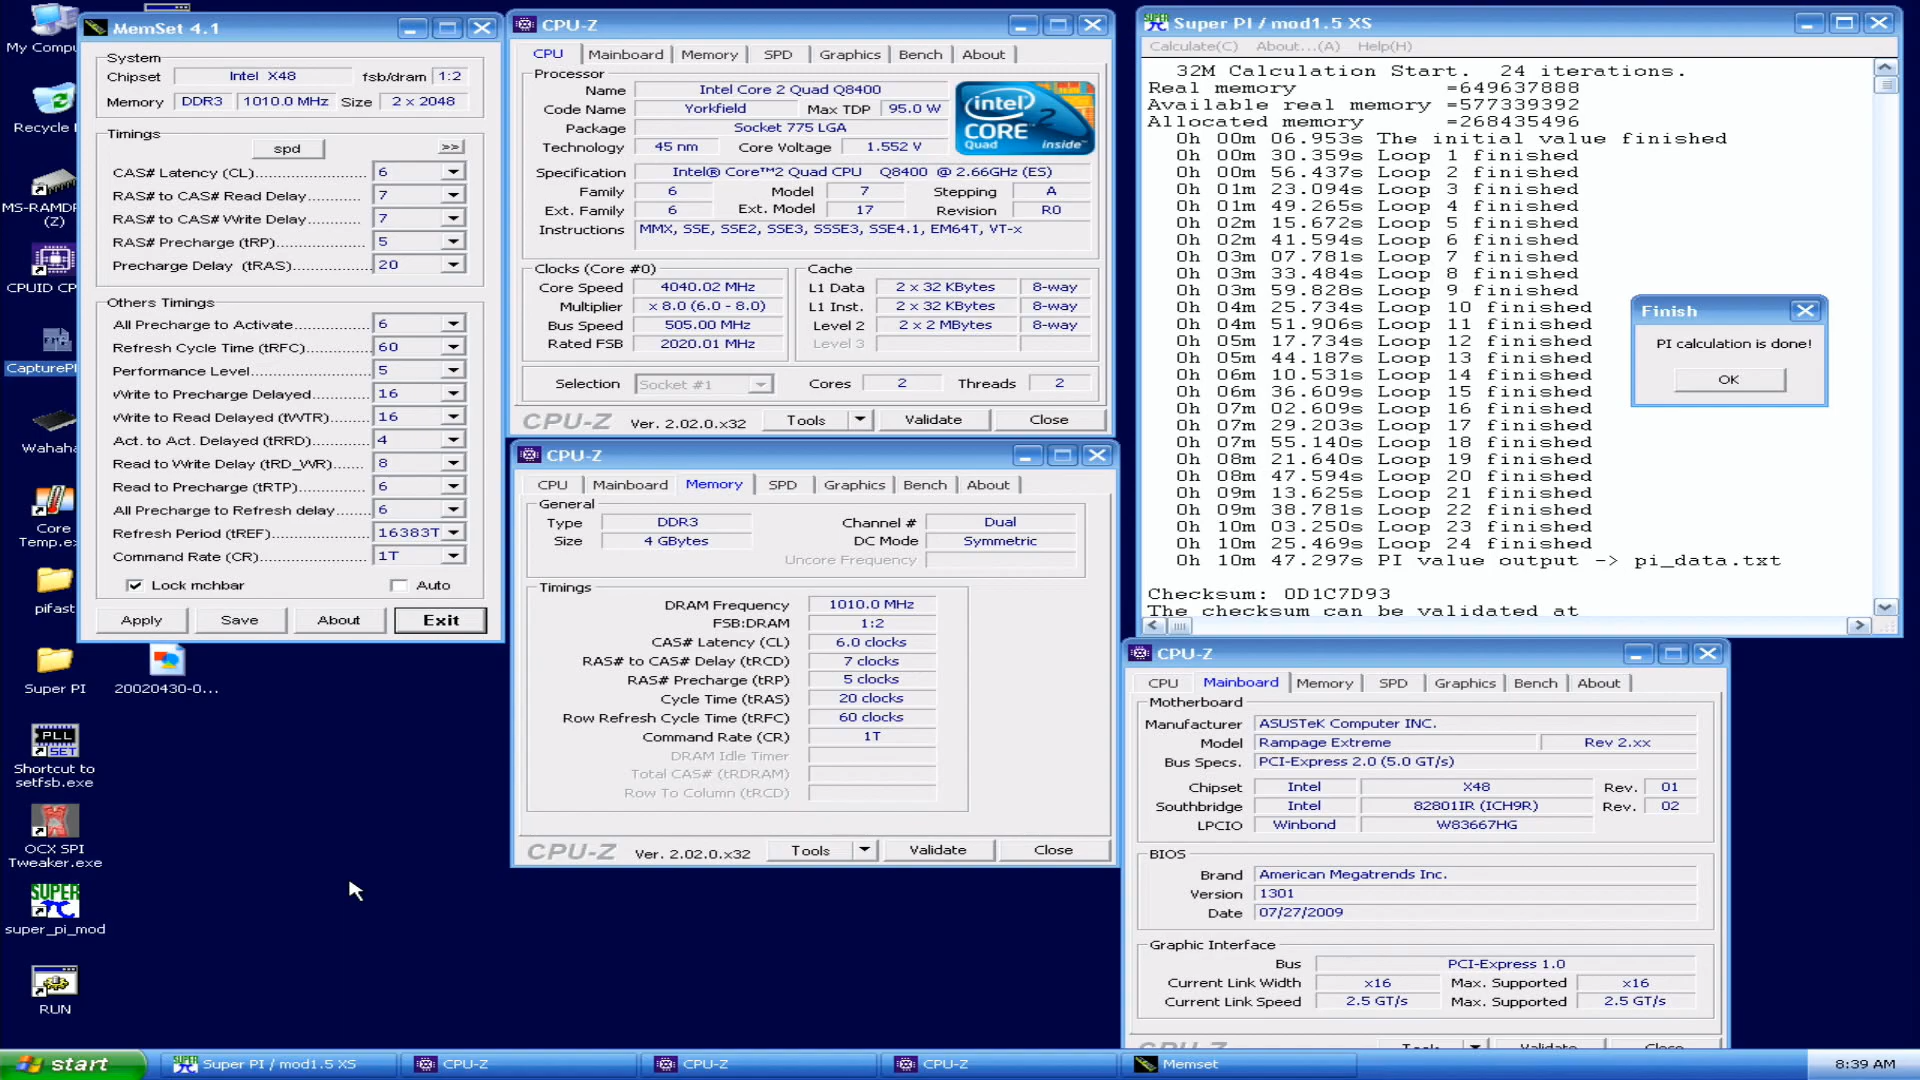 My Compu
Recycle
MS-RAMDR
(Z)
CPUID CP
CapturePI
Wahaha
Core
Temp.ex
pifast
Super PI
20020430-0...
PLL
SET
Shortcut to
setfsb.exe
OCX SPI
Tweaker.exe
SUPER
super_pi_mod
RUN
MemSet 4.1
System
Chipset Intel X48 fsb/dram 1:2
Memory DDR3 1010.0 MHz Size 2 x 2048
Timings
spd >>
CAS# Latency (CL) 6
RAS# to CAS# Read Delay 7
RAS# to CAS# Write Delay 7
RAS# Precharge (tRP) 5
Precharge Delay (tRAS) 20
Others Timings
All Precharge to Activate 6
Refresh Cycle Time (tRFC) 60
Performance Level 5
Write to Precharge Delayed 16
Write to Read Delayed (tWTR) 16
Act. to Act. Delayed (tRRD) 4
Read to Write Delay (tRD_WR) 8
Read to Precharge (tRTP) 6
All Precharge to Refresh delay 6
Refresh Period (tREF) 16383T
Command Rate (CR) 1T
Lock mchbar Auto
Apply Save About Exit
CPU-Z
CPU Mainboard Memory SPD Graphics Bench About
Processor
Name Intel Core 2 Quad Q8400
Code Name Yorkfield Max TDP 95.0 W
Package Socket 775 LGA
Technology 45 nm Core Voltage 1.552 V
intel
CORE 2
Quad inside
Specification Intel® Core™2 Quad CPU Q8400 @ 2.66GHz (ES)
Family 6 Model 7 Stepping A
Ext. Family 6 Ext. Model 17 Revision R0
Instructions MMX, SSE, SSE2, SSE3, SSSE3, SSE4.1, EM64T, VT-x
Clocks (Core #0)
Core Speed 4040.02 MHz
Multiplier x 8.0 (6.0 - 8.0)
Bus Speed 505.00 MHz
Rated FSB 2020.01 MHz
Cache
L1 Data 2 x 32 KBytes 8-way
L1 Inst. 2 x 32 KBytes 8-way
Level 2 2 x 2 MBytes 8-way
Level 3
Selection Socket #1 Cores 2 Threads 2
CPU-Z Ver. 2.02.0.x32 Tools Validate Close
CPU-Z
CPU Mainboard Memory SPD Graphics Bench About
General
Type DDR3 Channel # Dual
Size 4 GBytes DC Mode Symmetric
Uncore Frequency
Timings
DRAM Frequency 1010.0 MHz
FSB:DRAM 1:2
CAS# Latency (CL) 6.0 clocks
RAS# to CAS# Delay (tRCD) 7 clocks
RAS# Precharge (tRP) 5 clocks
Cycle Time (tRAS) 20 clocks
Row Refresh Cycle Time (tRFC) 60 clocks
Command Rate (CR) 1T
DRAM Idle Timer
Total CAS# (tRDRAM)
Row To Column (tRCD)
CPU-Z Ver. 2.02.0.x32 Tools Validate Close
Super PI / mod1.5 XS
Calculate(C) About...(A) Help(H)
32M Calculation Start. 24 iterations.
Real memory =649637888
Available real memory =577339392
Allocated memory =268435496
0h 00m 06.953s The initial value finished
0h 00m 30.359s Loop 1 finished
0h 00m 56.437s Loop 2 finished
0h 01m 23.094s Loop 3 finished
0h 01m 49.265s Loop 4 finished
0h 02m 15.672s Loop 5 finished
0h 02m 41.594s Loop 6 finished
0h 03m 07.781s Loop 7 finished
0h 03m 33.484s Loop 8 finished
0h 03m 59.828s Loop 9 finished
0h 04m 25.734s Loop 10 finished
0h 04m 51.906s Loop 11 finished
0h 05m 17.734s Loop 12 finished
0h 05m 44.187s Loop 13 finished
0h 06m 10.531s Loop 14 finished
0h 06m 36.609s Loop 15 finished
0h 07m 02.609s Loop 16 finished
0h 07m 29.203s Loop 17 finished
0h 07m 55.140s Loop 18 finished
0h 08m 21.640s Loop 19 finished
0h 08m 47.594s Loop 20 finished
0h 09m 13.625s Loop 21 finished
0h 09m 38.781s Loop 22 finished
0h 10m 03.250s Loop 23 finished
0h 10m 25.469s Loop 24 finished
0h 10m 47.297s PI value output -> pi_data.txt
Checksum: 0D1C7D93
The checksum can be validated at
Finish
PI calculation is done!
OK
CPU-Z
CPU Mainboard Memory SPD Graphics Bench About
Motherboard
Manufacturer ASUSTeK Computer INC.
Model Rampage Extreme Rev 2.xx
Bus Specs. PCI-Express 2.0 (5.0 GT/s)
Chipset Intel X48 Rev. 01
Southbridge Intel 82801IR (ICH9R) Rev. 02
LPCIO Winbond W83667HG
BIOS
Brand American Megatrends Inc.
Version 1301
Date 07/27/2009
Graphic Interface
Bus PCI-Express 1.0
Current Link Width x16 Max. Supported x16
Current Link Speed 2.5 GT/s Max. Supported 2.5 GT/s
CPU-Z Tools Validate Close
start Super PI / mod1.5 XS CPU-Z CPU-Z CPU-Z Memset 8:39 AM